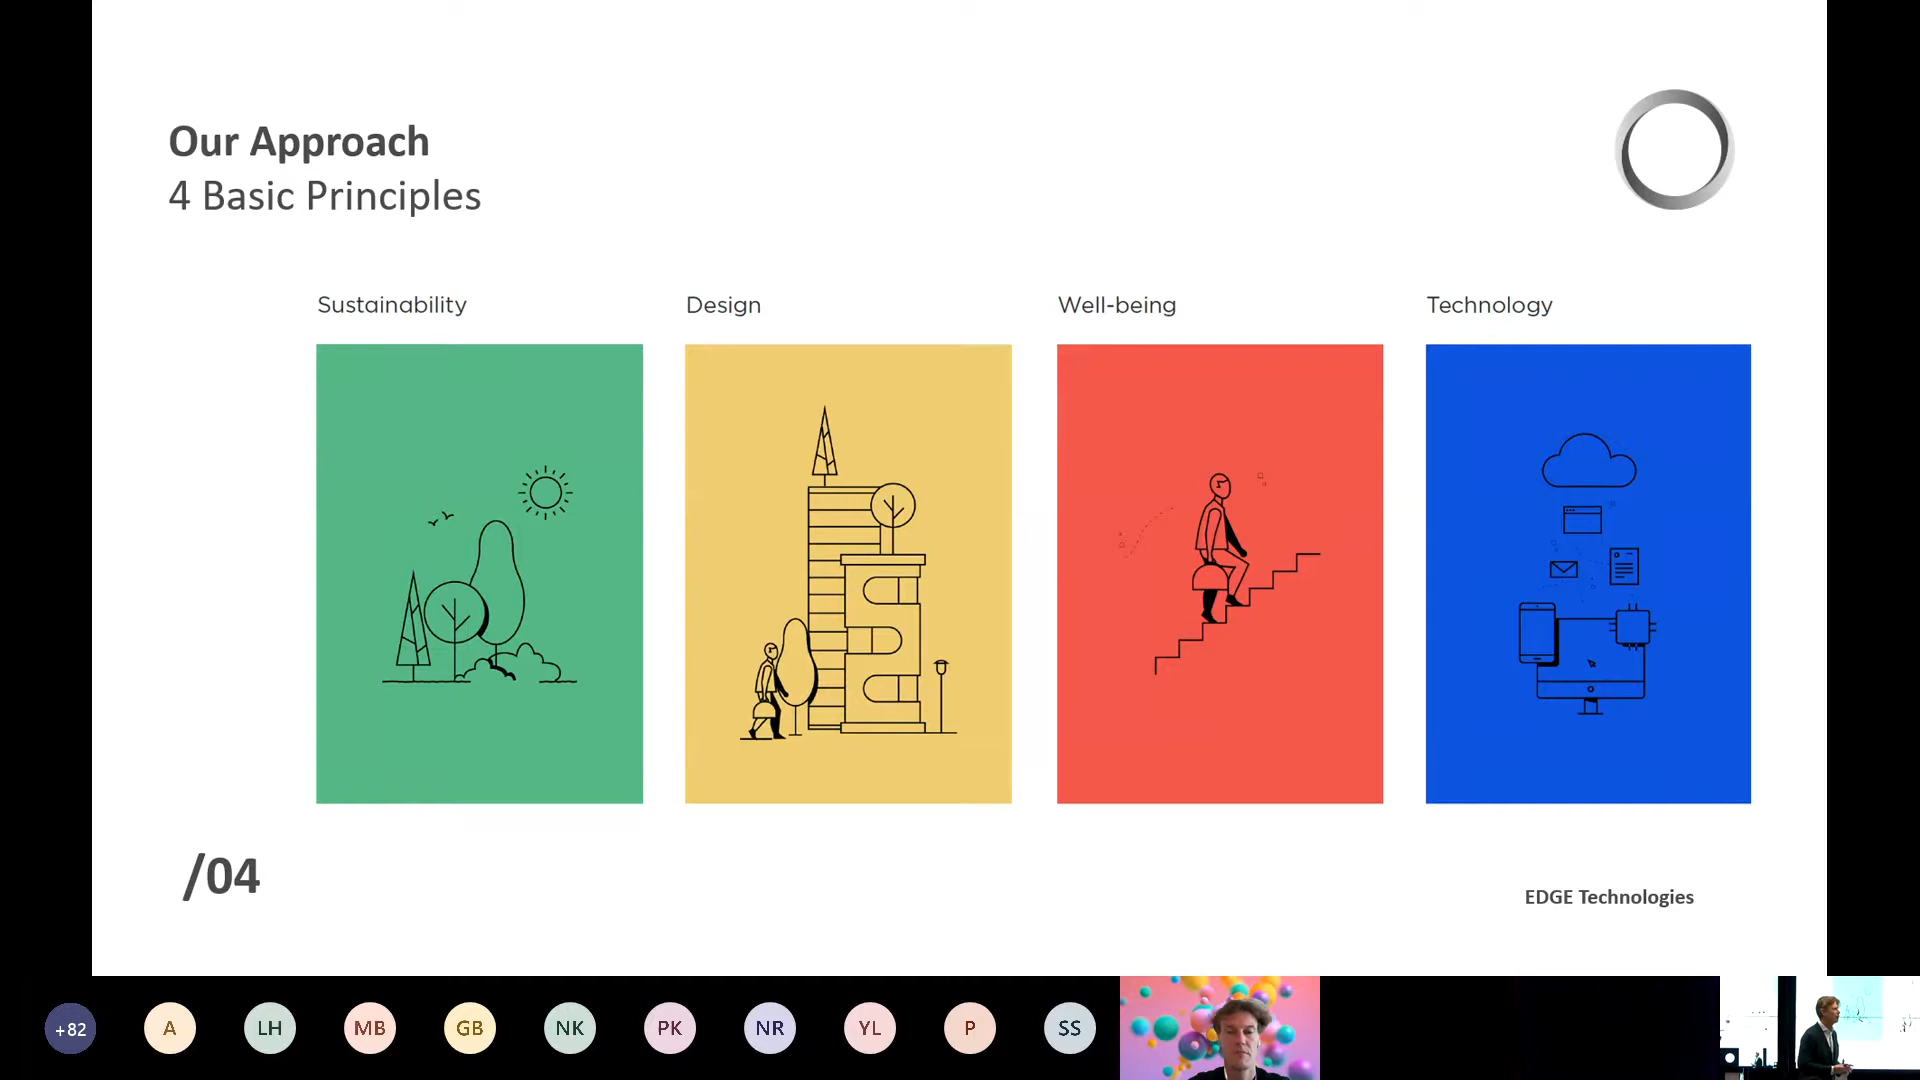 Our Approach
4 Basic Principles
Sustainability
Design
Well-being
Technology
/04
EDGE Technologies
+82
A
LH
MB
GB
NK
PK
NR
YL
P
SS